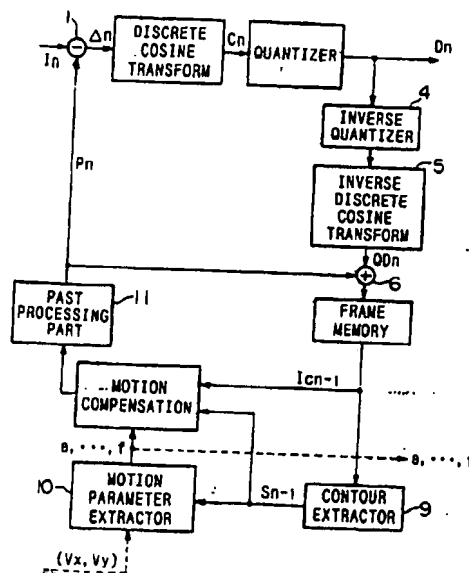 1
In
Δn
DISCRETE
COSINE
TRANSFORM
Cn
QUANTIZER
Dn
4
INVERSE
QUANTIZER
5
INVERSE
DISCRETE
COSINE
TRANSFORM
Pn
QDn
6
11
PAST
PROCESSING
PART
FRAME
MEMORY
Icn-1
MOTION
COMPENSATION
a, ..., f
a, ..., f
10
MOTION
PARAMETER
EXTRACTOR
Sn-1
CONTOUR
EXTRACTOR
9
(Vx, Vy)